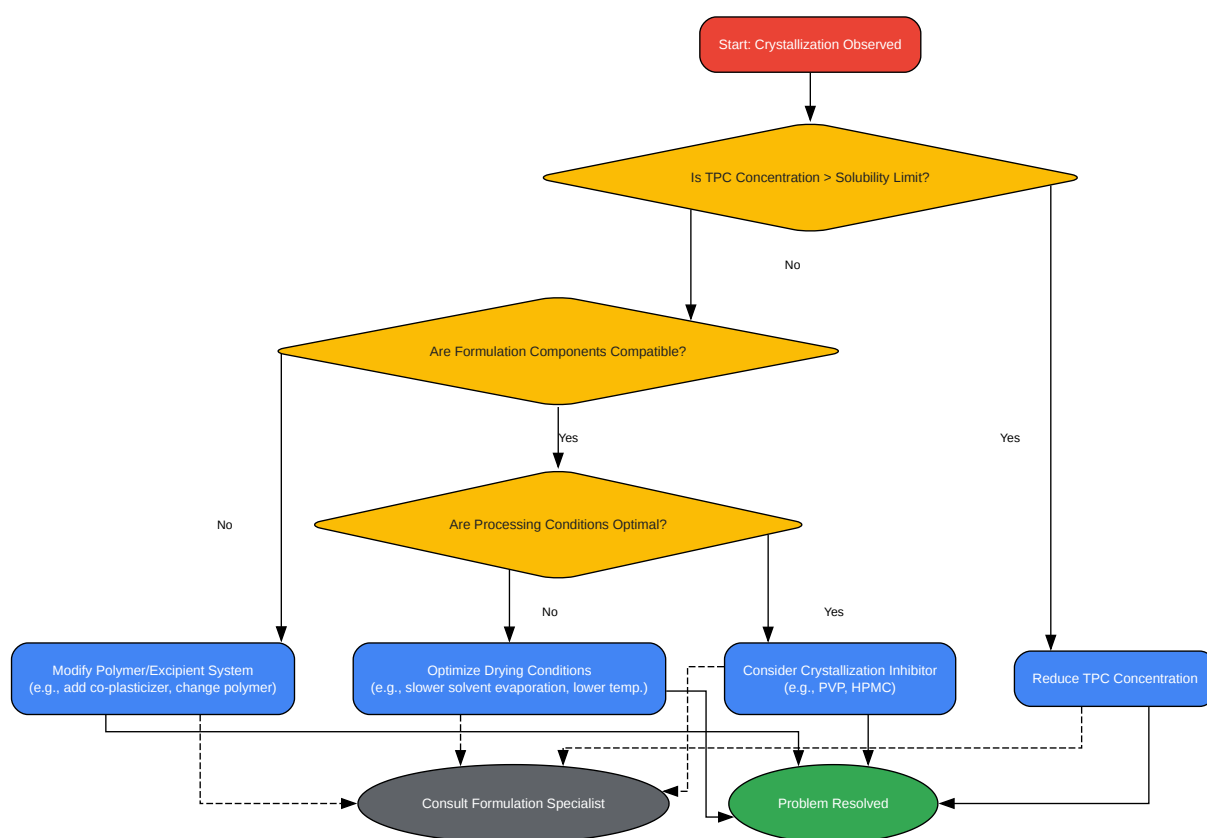 Start: Crystallization Observed
Is TPC Concentration > Solubility Limit?
No
Are Formulation Components Compatible?
Yes
Yes
Are Processing Conditions Optimal?
No
No
Yes
Modify Polymer/Excipient System
(e.g., add co-plasticizer, change polymer)
Optimize Drying Conditions
(e.g., slower solvent evaporation, lower temp.)
Consider Crystallization Inhibitor
(e.g., PVP, HPMC)
Reduce TPC Concentration
Consult Formulation Specialist
Problem Resolved